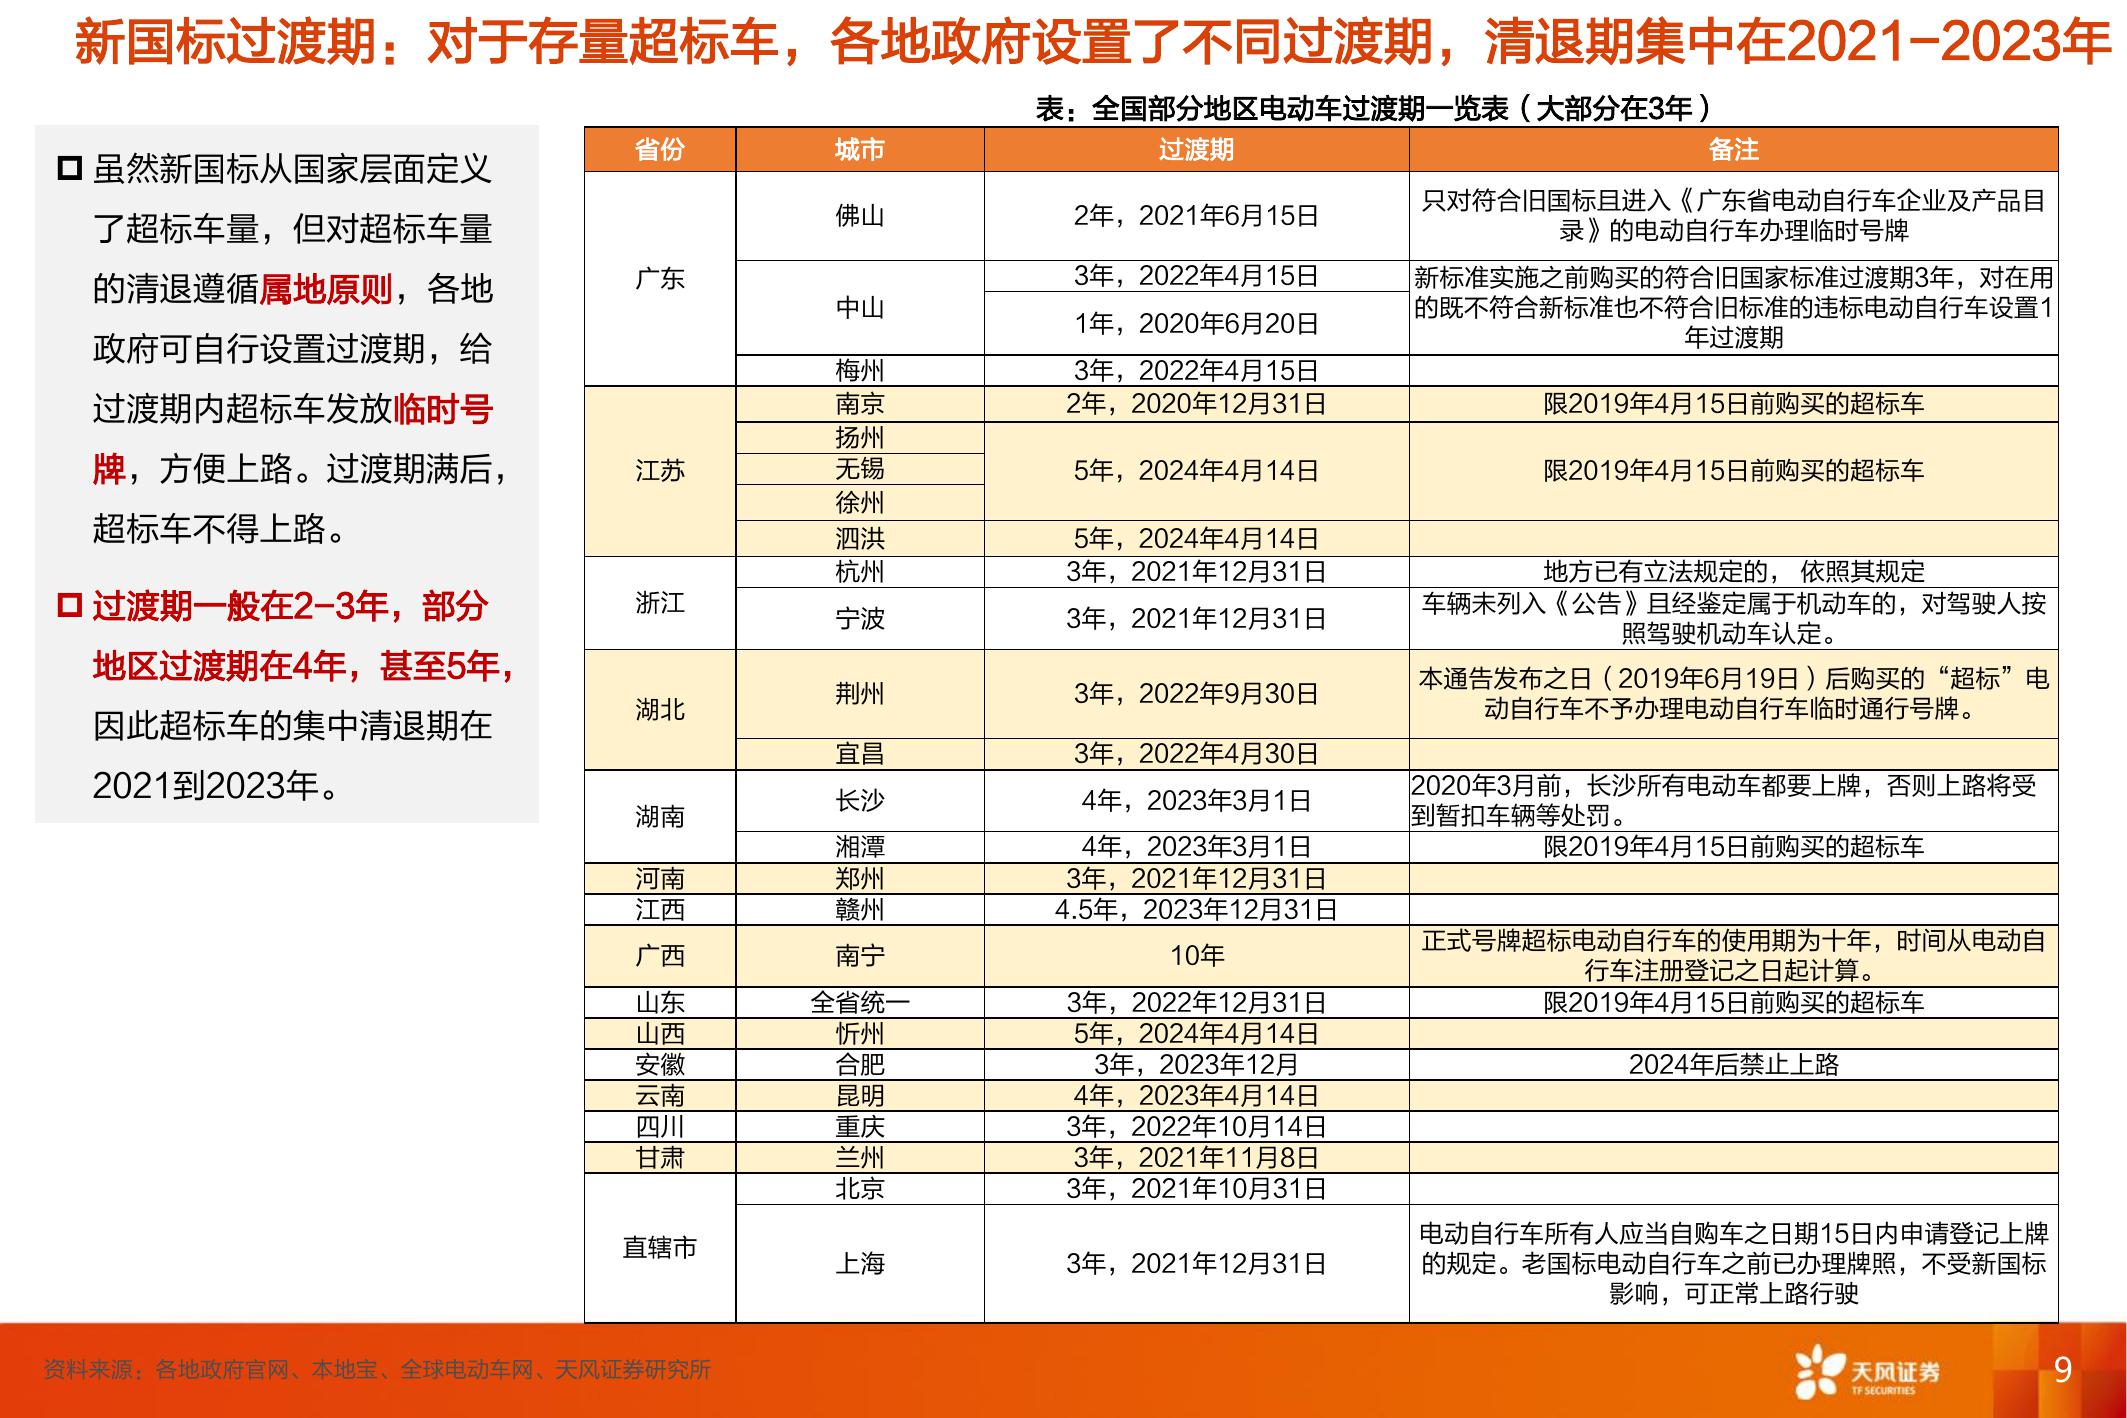 新国标过渡期：对于存量超标车，各地政府设置了不同过渡期，清退期集中在2021-2023年
虽然新国标从国家层面定义
了超标车量，但对超标车量
的清退遵循属地原则，各地
政府可自行设置过渡期，给
过渡期内超标车发放临时号
牌，方便上路。过渡期满后，
超标车不得上路。
过渡期一般在2-3年，部分
地区过渡期在4年，甚至5年，
因此超标车的集中清退期在
2021到2023年。
表：全国部分地区电动车过渡期一览表（大部分在3年）
省份 城市 过渡期 备注
广东
佛山 2年，2021年6月15日
只对符合旧国标且进入《广东省电动自行车企业及产品目
录》的电动自行车办理临时号牌
中山
3年，2022年4月15日
1年，2020年6月20日
新标准实施之前购买的符合旧国家标准过渡期3年，对在用
的既不符合新标准也不符合旧标准的违标电动自行车设置1
年过渡期
梅州 3年，2022年4月15日
江苏
南京 2年，2020年12月31日 限2019年4月15日前购买的超标车
扬州
无锡
徐州
5年，2024年4月14日 限2019年4月15日前购买的超标车
泗洪 5年，2024年4月14日
浙江
杭州 3年，2021年12月31日 地方已有立法规定的， 依照其规定
宁波 3年，2021年12月31日
车辆未列入《公告》且经鉴定属于机动车的，对驾驶人按
照驾驶机动车认定。
湖北
荆州 3年，2022年9月30日
本通告发布之日（2019年6月19日）后购买的“超标”电
动自行车不予办理电动自行车临时通行号牌。
宜昌 3年，2022年4月30日
湖南
长沙 4年，2023年3月1日
2020年3月前，长沙所有电动车都要上牌，否则上路将受
到暂扣车辆等处罚。
湘潭 4年，2023年3月1日 限2019年4月15日前购买的超标车
河南 郑州 3年，2021年12月31日
江西 赣州 4.5年，2023年12月31日
广西 南宁 10年
正式号牌超标电动自行车的使用期为十年，时间从电动自
行车注册登记之日起计算。
山东 全省统一 3年，2022年12月31日 限2019年4月15日前购买的超标车
山西 忻州 5年，2024年4月14日
安徽 合肥 3年，2023年12月 2024年后禁止上路
云南 昆明 4年，2023年4月14日
四川 重庆 3年，2022年10月14日
甘肃 兰州 3年，2021年11月8日
直辖市
北京 3年，2021年10月31日
上海 3年，2021年12月31日
电动自行车所有人应当自购车之日期15日内申请登记上牌
的规定。老国标电动自行车之前已办理牌照，不受新国标
影响，可正常上路行驶
资料来源：各地政府官网、本地宝、全球电动车网、天风证券研究所
天风证券
TF SECURITIES
9